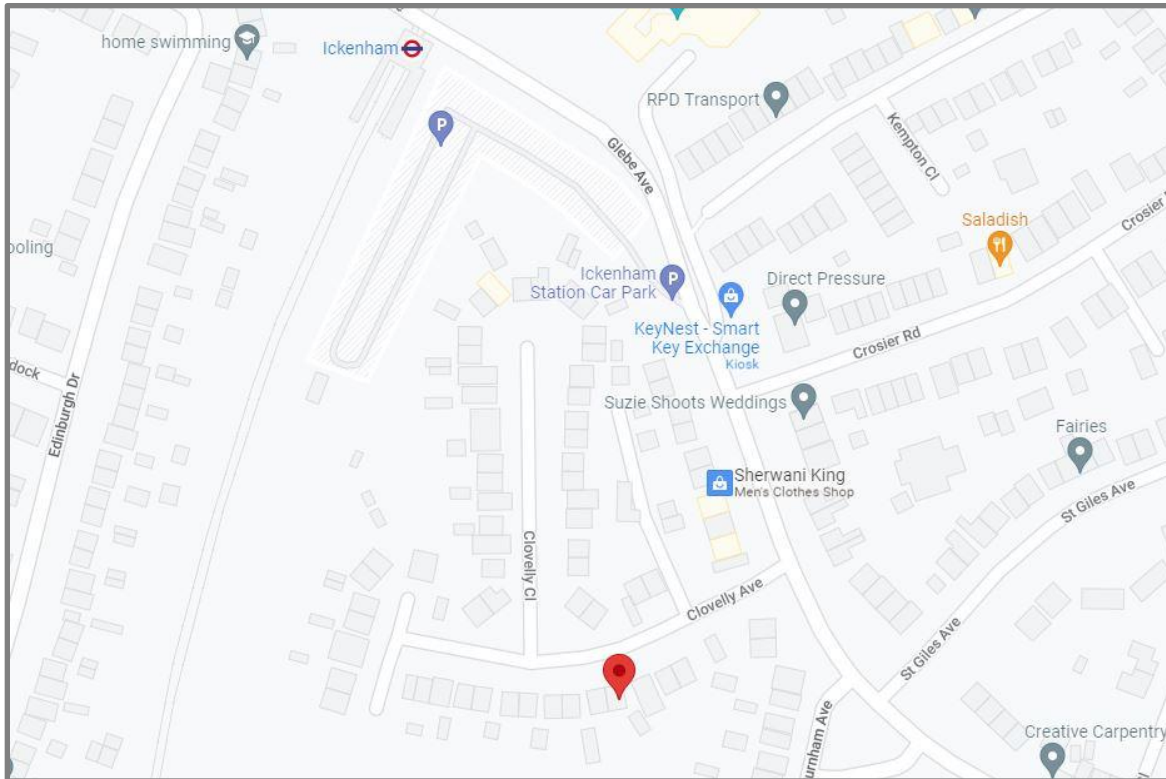 home swimming
Ickenham
P
RPD Transport
Glebe Ave
Kempton Cl
Saladish
Crosier
ooling
Ickenham
Station Car Park
P
Direct Pressure
KeyNest - Smart
Key Exchange
Kiosk
Crosier Rd
dock
Edinburgh Dr
Suzie Shoots Weddings
Fairies
Sherwani King
Men's Clothes Shop
St Giles Ave
Clovelly Cl
Clovelly Ave
St Giles Ave
urnham Ave
Creative Carpentry